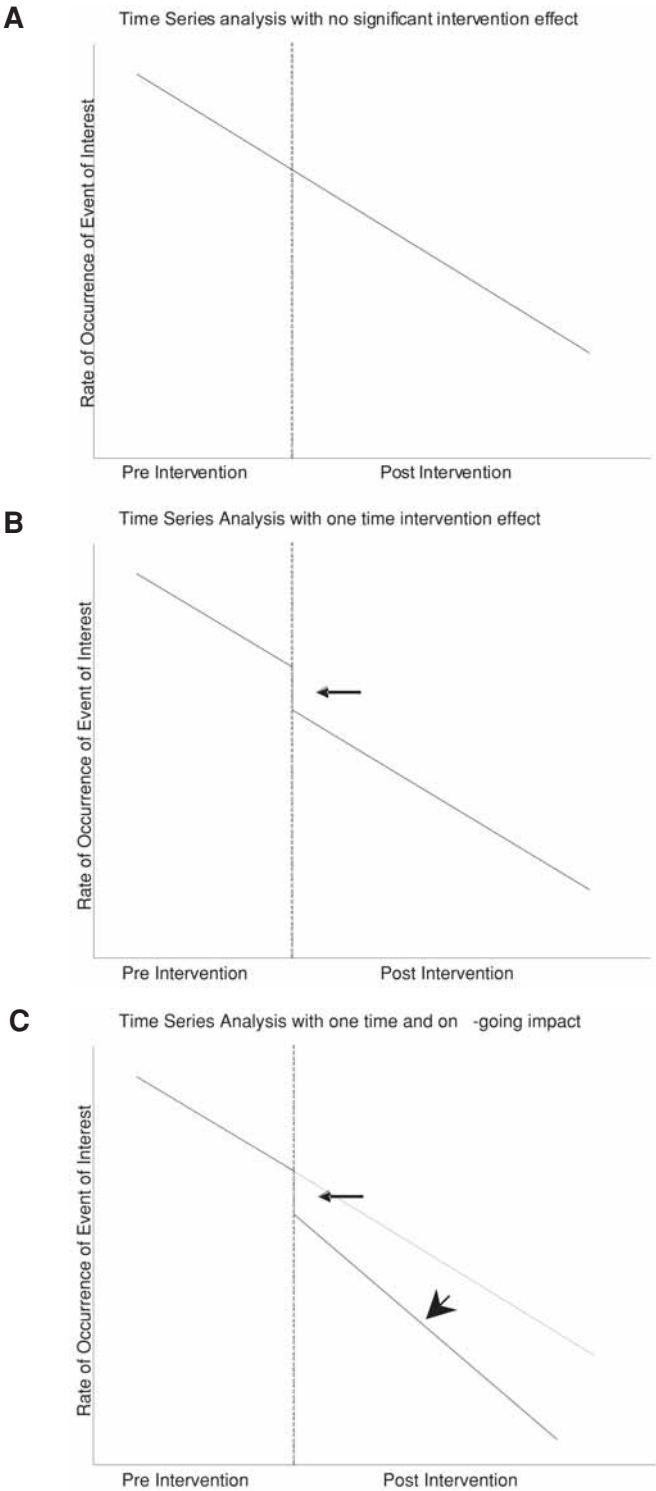 A
Time Series analysis with no significant intervention effect
Rate of Occurrence of Event of Interest
Pre Intervention
Post Intervention
B
Time Series Analysis with one time intervention effect
Rate of Occurrence of Event of Interest
Pre Intervention
Post Intervention
C
Time Series Analysis with one time and on -going impact
Rate of Occurrence of Event of Interest
Pre Intervention
Post Intervention